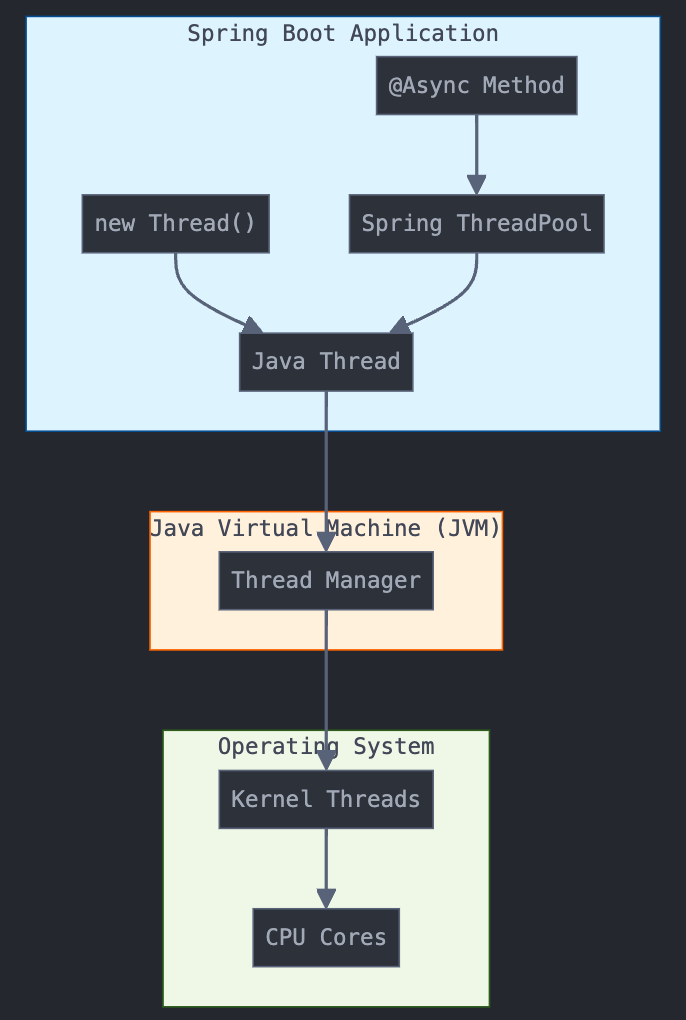 Spring Boot Application
@Async Method
new Thread()
Spring ThreadPool
Java Thread
Java Virtual Machine (JVM)
Thread Manager
Operating System
Kernel Threads
CPU Cores